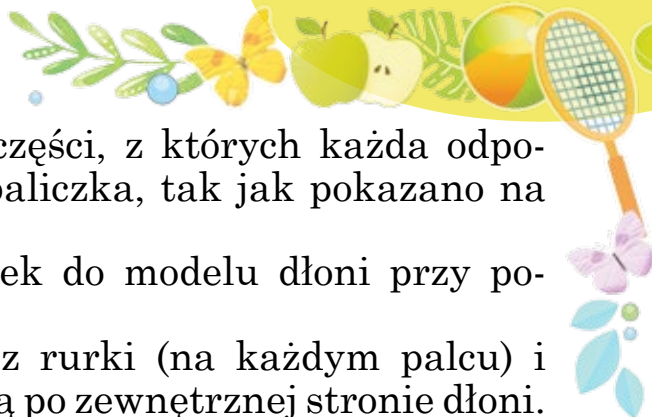 części, z których każda odpo-
paliczka, tak jak pokazano na
ek do modelu dłoni przy po-
z rurki (na każdym palcu) i
ą po zewnętrznej stronie dłoni.